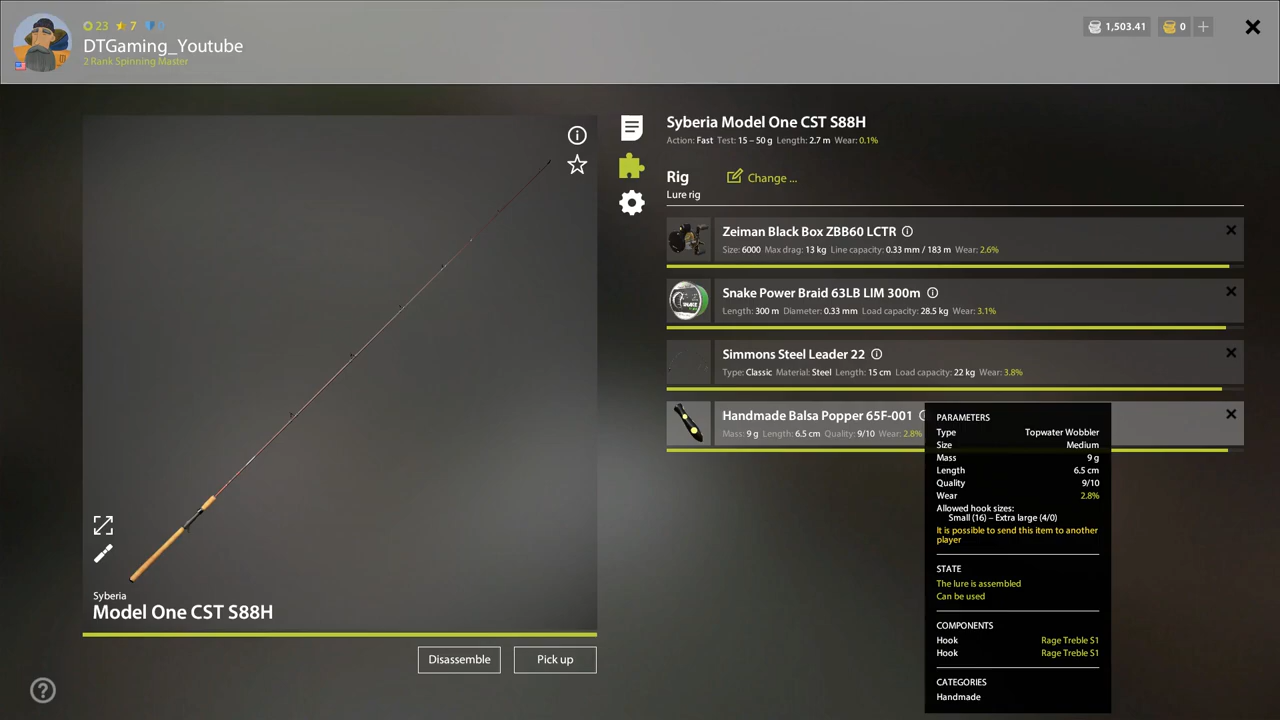 23 7 0
DTGaming_Youtube
2 Rank Spinning Master
1,503.41 0
Syberia Model One CST S88H
Action: Fast Test: 15 – 50 g Length: 2.7 m Wear: 0.1%
Rig Change ...
Lure rig
Zeiman Black Box ZBB60 LCTR
Size: 6000 Max drag: 13 kg Line capacity: 0.33 mm / 183 m Wear: 2.6%
Snake Power Braid 63LB LIM 300m
Length: 300 m Diameter: 0.33 mm Load capacity: 28.5 kg Wear: 3.1%
Simmons Steel Leader 22
Type: Classic Material: Steel Length: 15 cm Load capacity: 22 kg Wear: 3.8%
Handmade Balsa Popper 65F-001
Mass: 9 g Length: 6.5 cm Quality: 9/10 Wear: 2.8%
PARAMETERS
Type Topwater Wobbler
Size Medium
Mass 9 g
Length 6.5 cm
Quality 9/10
Wear 2.8%
Allowed hook sizes:
Small (16) – Extra large (4/0)
It is possible to send this item to another
player
STATE
The lure is assembled
Can be used
COMPONENTS
Hook Rage Treble S1
Hook Rage Treble S1
CATEGORIES
Handmade
Syberia
Model One CST S88H
Disassemble Pick up
?